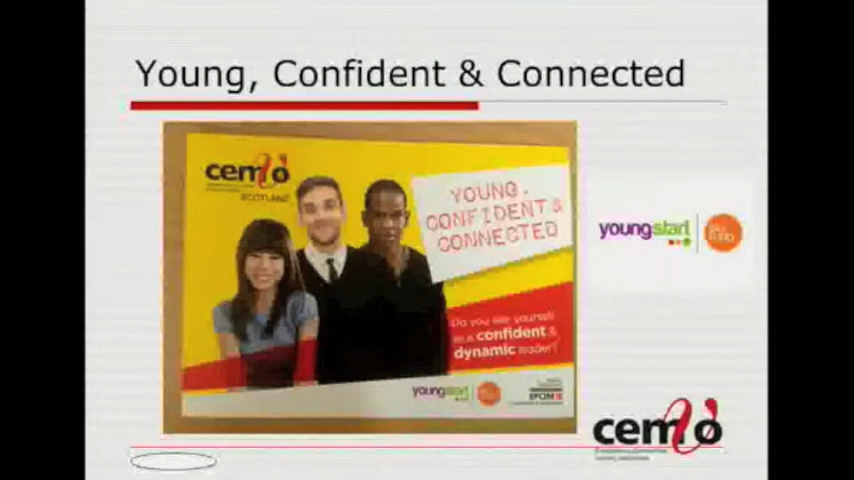 Young, Confident & Connected
cemvo
SCOTLAND
YOUNG,
CONFIDENT &
CONNECTED
youngstart
Do you see yourself
as a confident &
dynamic leader?
youngstart
cemvo